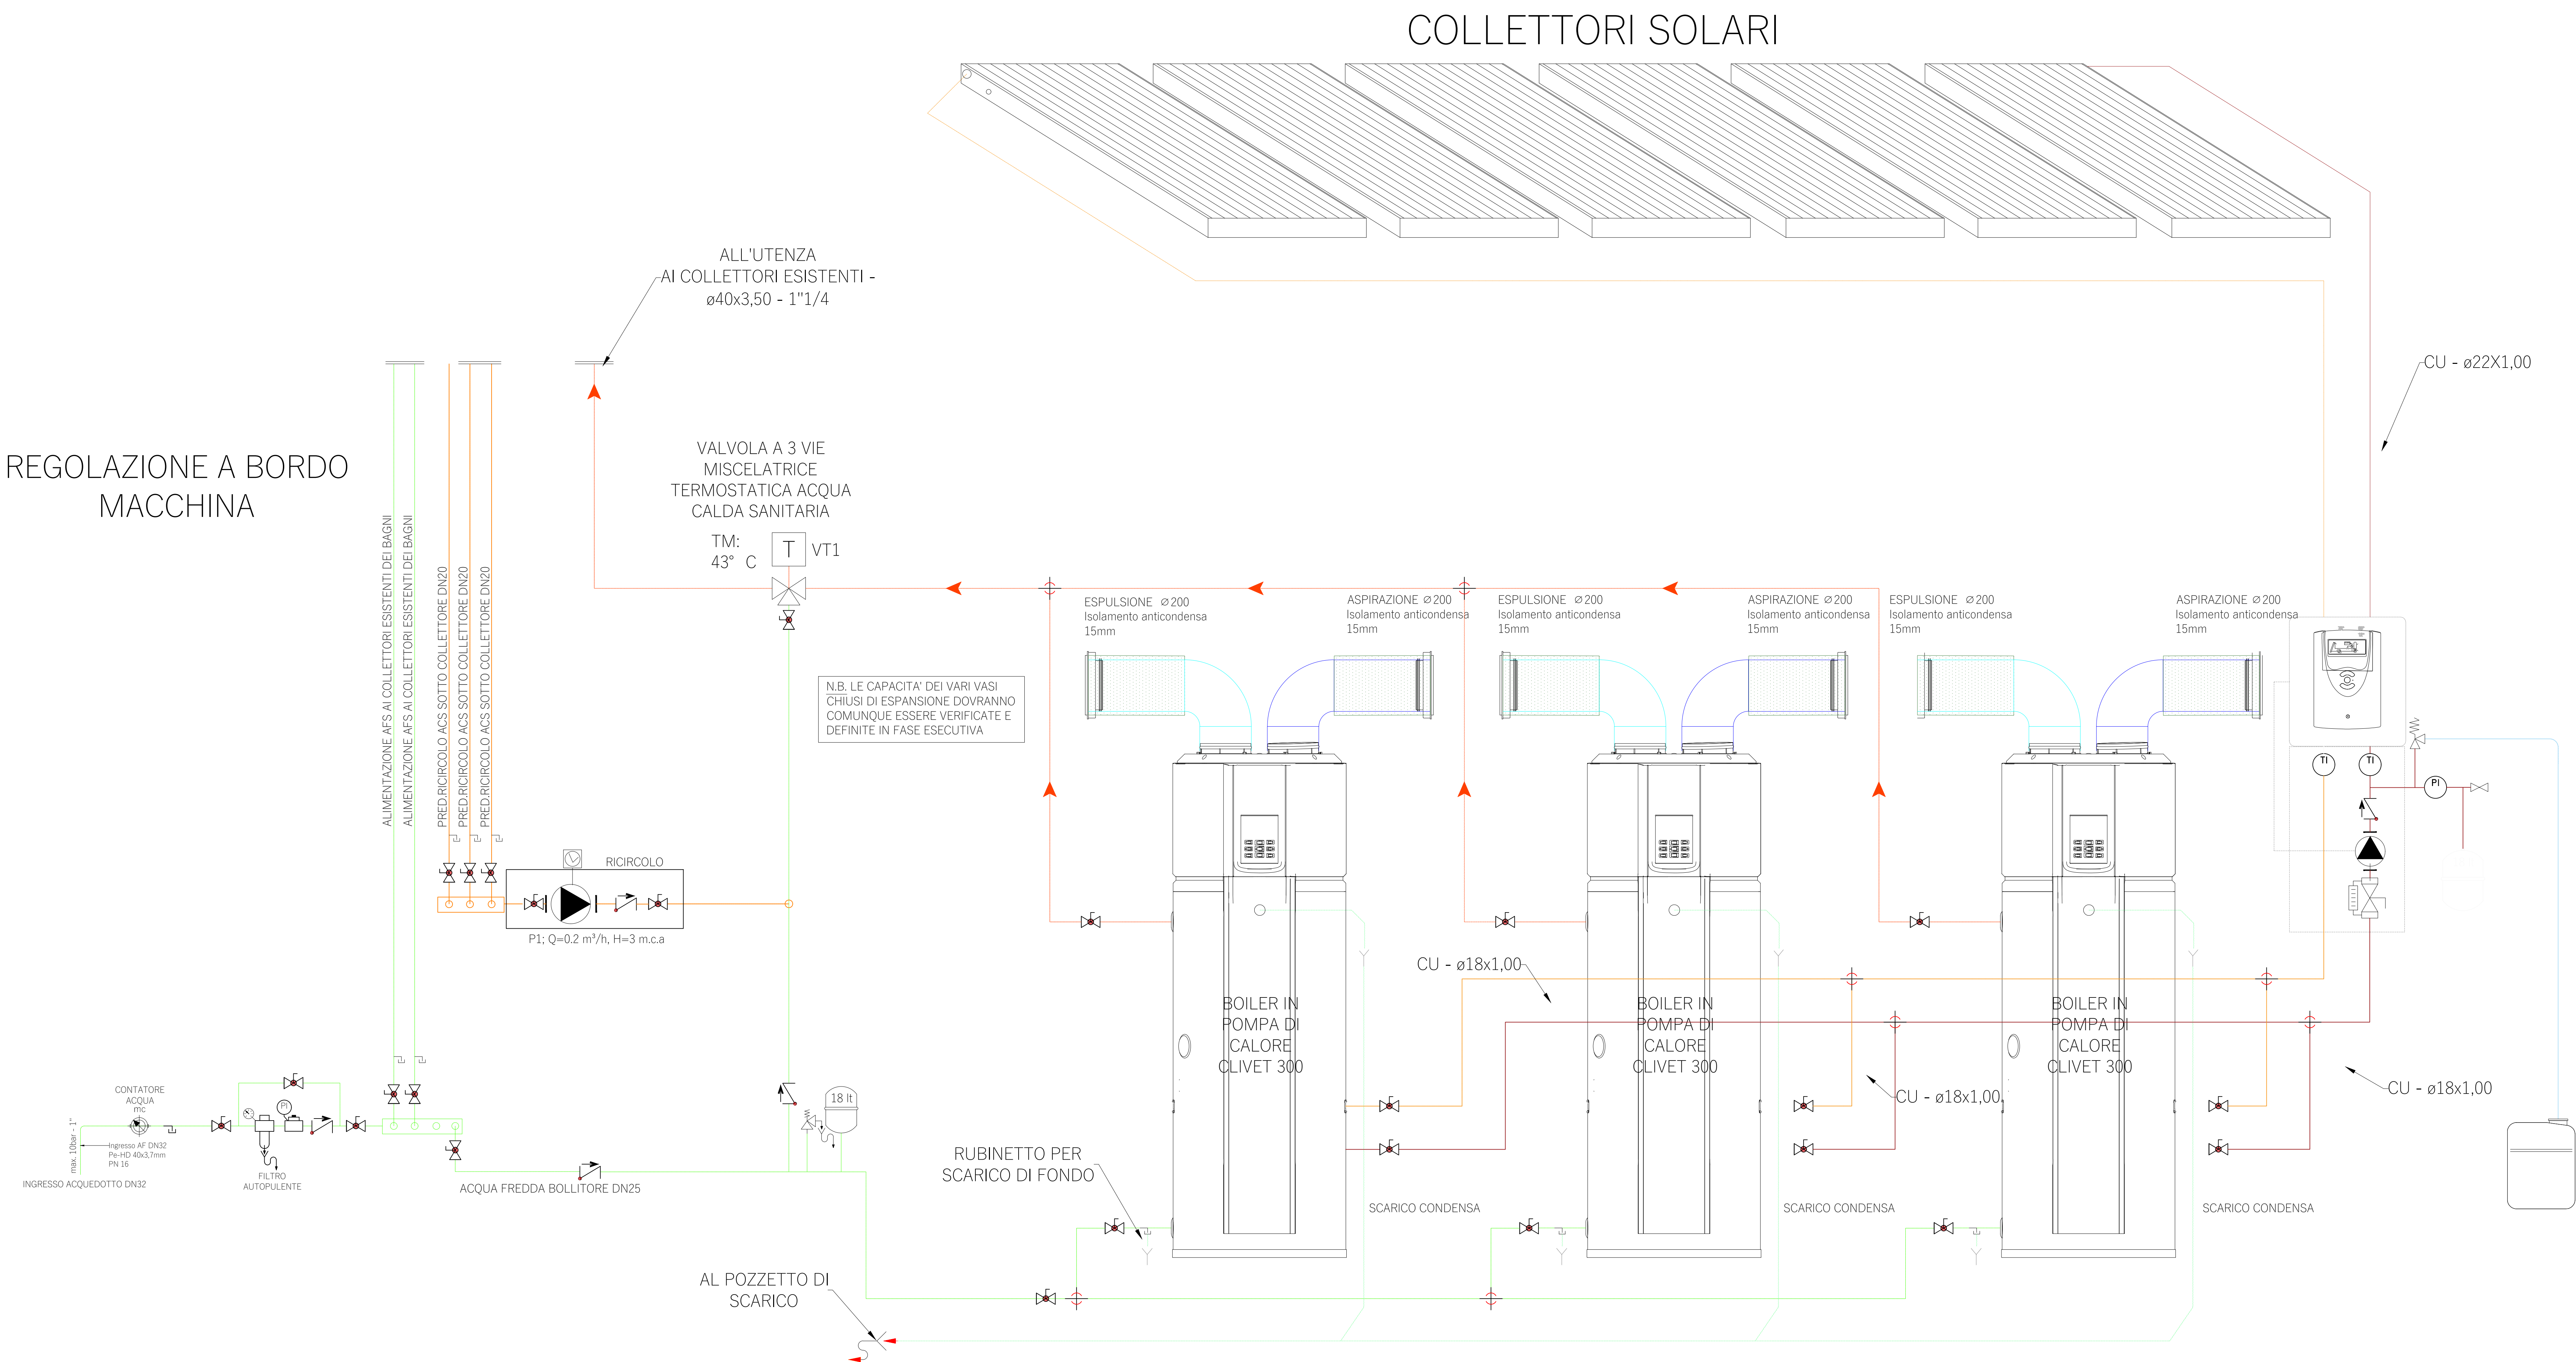 COLLETTORI SOLARI
ALL'UTENZA
AI COLLETTORI ESISTENTI -
ø40x3,50 - 1"1/4
CU - ø22X1,00
REGOLAZIONE A BORDO
MACCHINA
VALVOLA A 3 VIE
MISCELATRICE
TERMOSTATICA ACQUA
CALDA SANITARIA
TM:
43° C
T
VT1
ALIMENTAZIONE AFS AI COLLETTORI ESISTENTI DEI BAGNI
ALIMENTAZIONE AFS AI COLLETTORI ESISTENTI DEI BAGNI
PRED.RICIRCOLO ACS SOTTO COLLETTORE DN20
PRED.RICIRCOLO ACS SOTTO COLLETTORE DN20
PRED.RICIRCOLO ACS SOTTO COLLETTORE DN20
ESPULSIONE ⌀200
Isolamento anticondensa
15mm
ASPIRAZIONE ⌀200
Isolamento anticondensa
15mm
ESPULSIONE ⌀200
Isolamento anticondensa
15mm
ASPIRAZIONE ⌀200
Isolamento anticondensa
15mm
ESPULSIONE ⌀200
Isolamento anticondensa
15mm
ASPIRAZIONE ⌀200
Isolamento anticondensa
15mm
N.B. LE CAPACITA' DEI VARI VASI
CHIUSI DI ESPANSIONE DOVRANNO
COMUNQUE ESSERE VERIFICATE E
DEFINITE IN FASE ESECUTIVA
TI
TI
PI
RICIRCOLO
P1; Q=0.2 m³/h, H=3 m.c.a
CU - ø18x1,00
BOILER IN
POMPA DI
CALORE
CLIVET 300
BOILER IN
POMPA DI
CALORE
CLIVET 300
BOILER IN
POMPA DI
CALORE
CLIVET 300
CU - ø18x1,00
CU - ø18x1,00
CONTATORE
ACQUA
mc
PI
18 lt
max. 10bar - 1"
Ingresso AF DN32
Pe-HD 40x3,7mm
PN 16
INGRESSO ACQUEDOTTO DN32
FILTRO
AUTOPULENTE
ACQUA FREDDA BOLLITORE DN25
RUBINETTO PER
SCARICO DI FONDO
SCARICO CONDENSA
SCARICO CONDENSA
SCARICO CONDENSA
AL POZZETTO DI
SCARICO